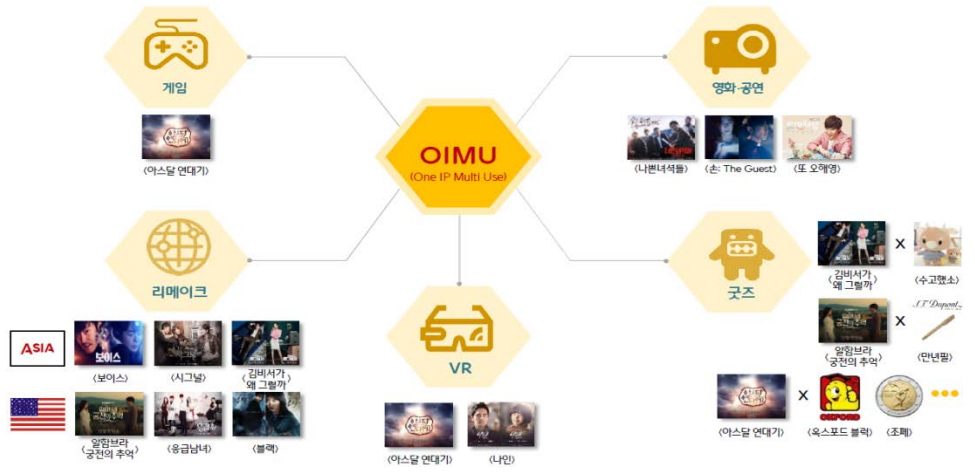 게임
<아스달 연대기>
OIMU
(One IP Multi Use)
영화·공연
<나쁜녀석들>
<손: The Guest>
<또 오해영>
리메이크
ASIA
보이스
<보이스>
<시그널>
<김비서가
왜 그럴까>
<알함브라
궁전의 추억>
<응급남녀>
<블랙>
VR
<아스달 연대기>
<나인>
굿즈
<김비서가
왜 그럴까>
X
<수고했소>
<알함브라
궁전의 추억>
X
S.T. Dupont
<만년필>
<아스달 연대기>
X
OXFORD
<옥스포드 블럭>
<조폐>